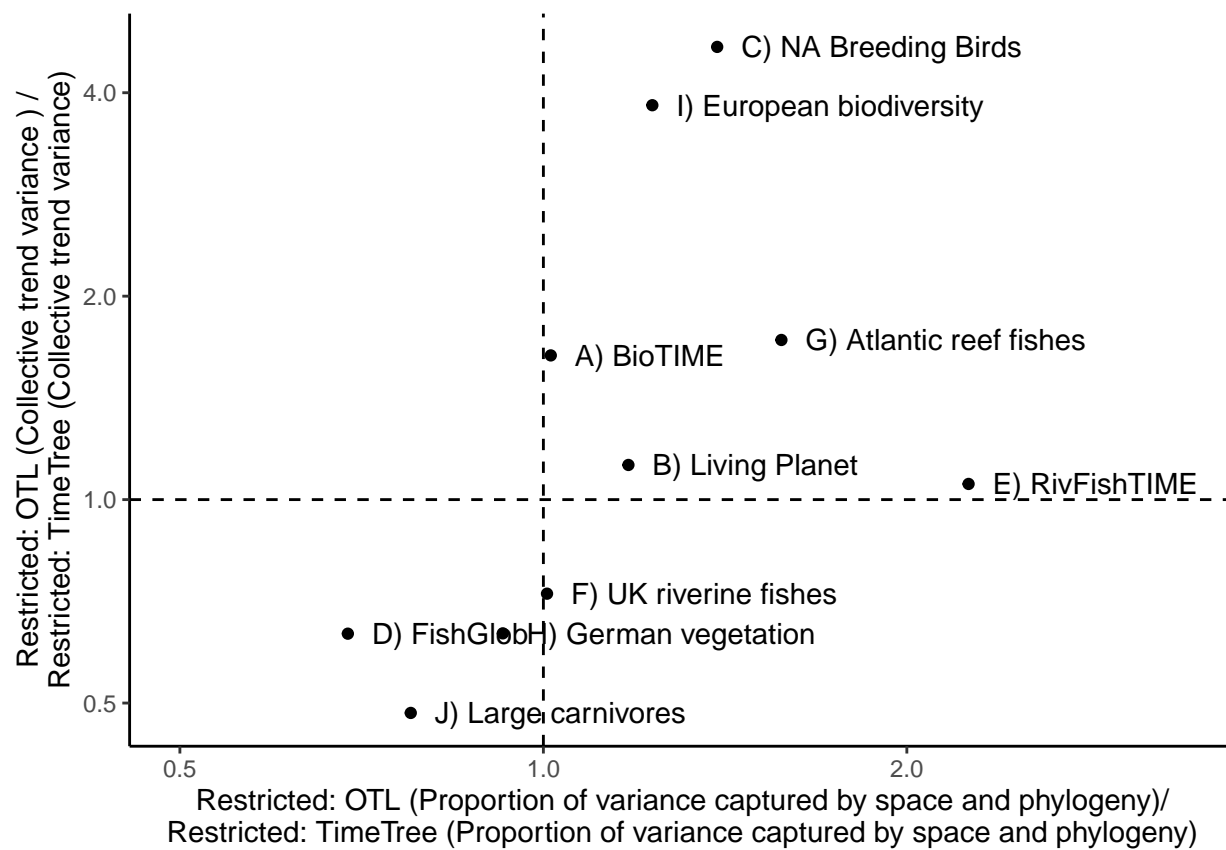 Restricted: OTL (Collective trend variance ) /
Restricted: TimeTree (Collective trend variance)
4.0
2.0
1.0
0.5
C) NA Breeding Birds
I) European biodiversity
G) Atlantic reef fishes
A) BioTIME
B) Living Planet
E) RivFishTIME
F) UK riverine fishes
D) FishGlob
H) German vegetation
J) Large carnivores
0.5
1.0
2.0
Restricted: OTL (Proportion of variance captured by space and phylogeny)/
Restricted: TimeTree (Proportion of variance captured by space and phylogeny)